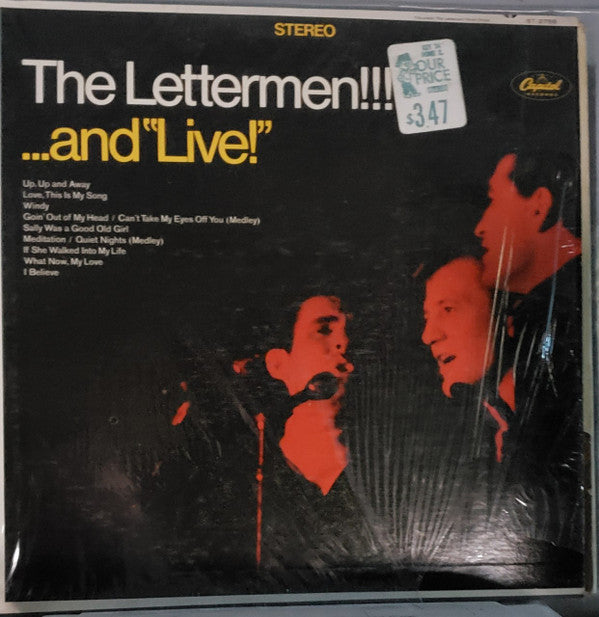 STEREO
The Lettermen!!!
...and "Live!"
OUR
PRICE
$3.47
Capitol
RECORDS
Up, Up and Away
Love, This Is My Song
Windy
Goin' Out of My Head / Can't Take My Eyes Off You (Medley)
Sally Was a Good Old Girl
Meditation / Quiet Nights (Medley)
If She Walked Into My Life
What Now, My Love
I Believe